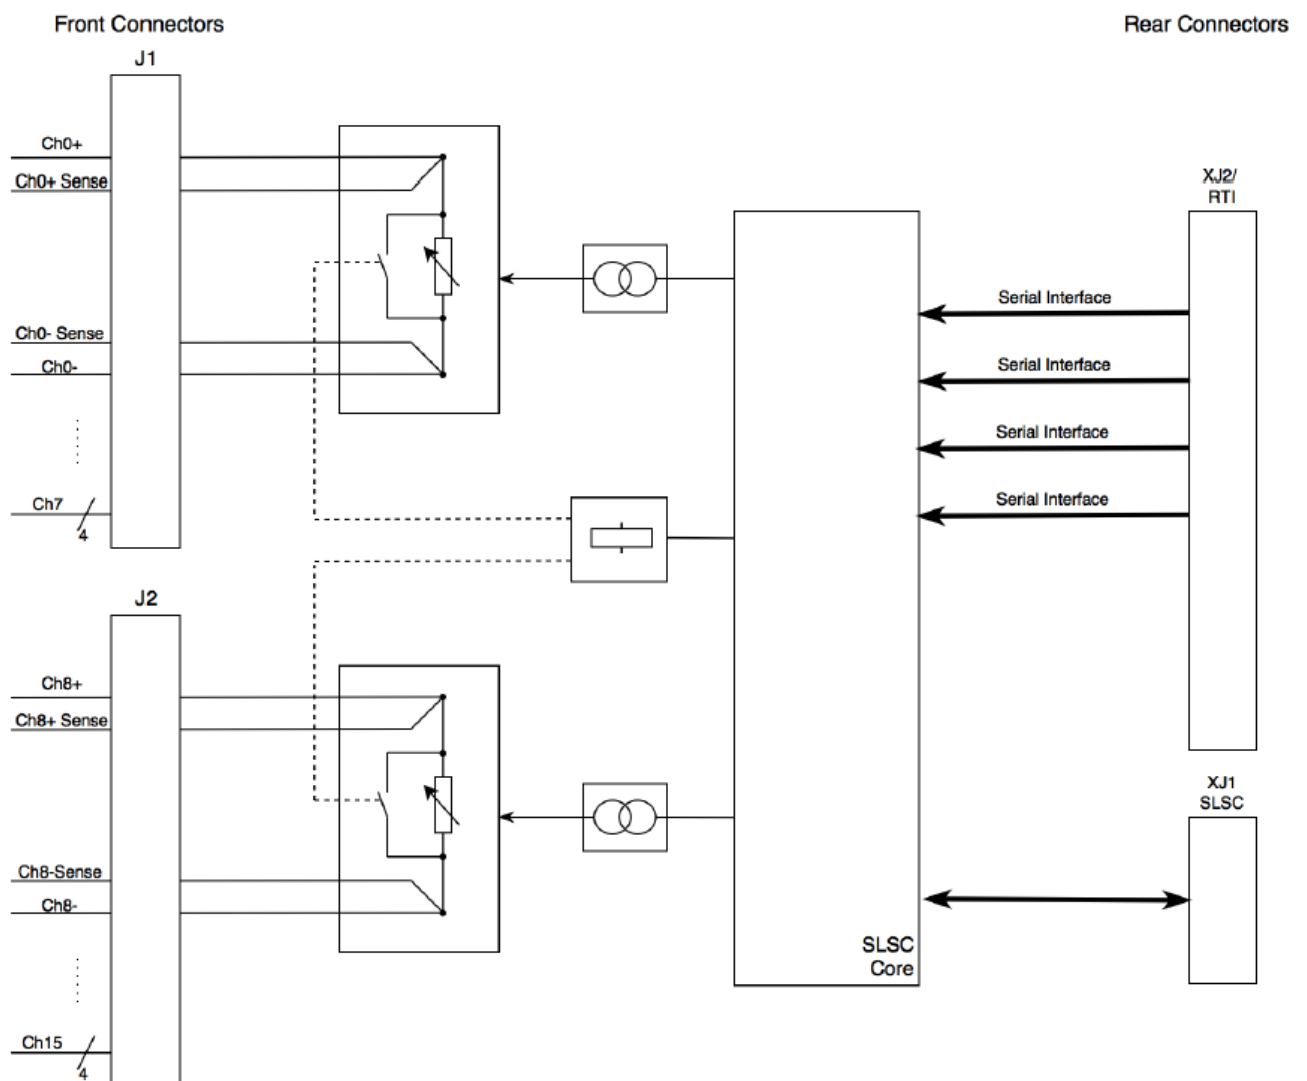 Front Connectors
Rear Connectors
J1
Ch0+
Ch0+ Sense
Ch0- Sense
Ch0-
Ch7
4
J2
Ch8+
Ch8+ Sense
Ch8-Sense
Ch8-
Ch15
4
SLSC
Core
Serial Interface
Serial Interface
Serial Interface
Serial Interface
XJ2/
RTI
XJ1
SLSC